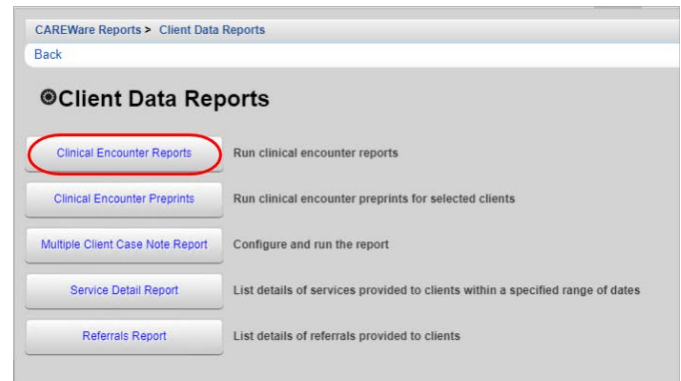 CAREWare Reports > Client Data Reports
Back
Client Data Reports
Clinical Encounter Reports Run clinical encounter reports
Clinical Encounter Preprints Run clinical encounter preprints for selected clients
Multiple Client Case Note Report Configure and run the report
Service Detail Report List details of services provided to clients within a specified range of dates
Referrals Report List details of referrals provided to clients